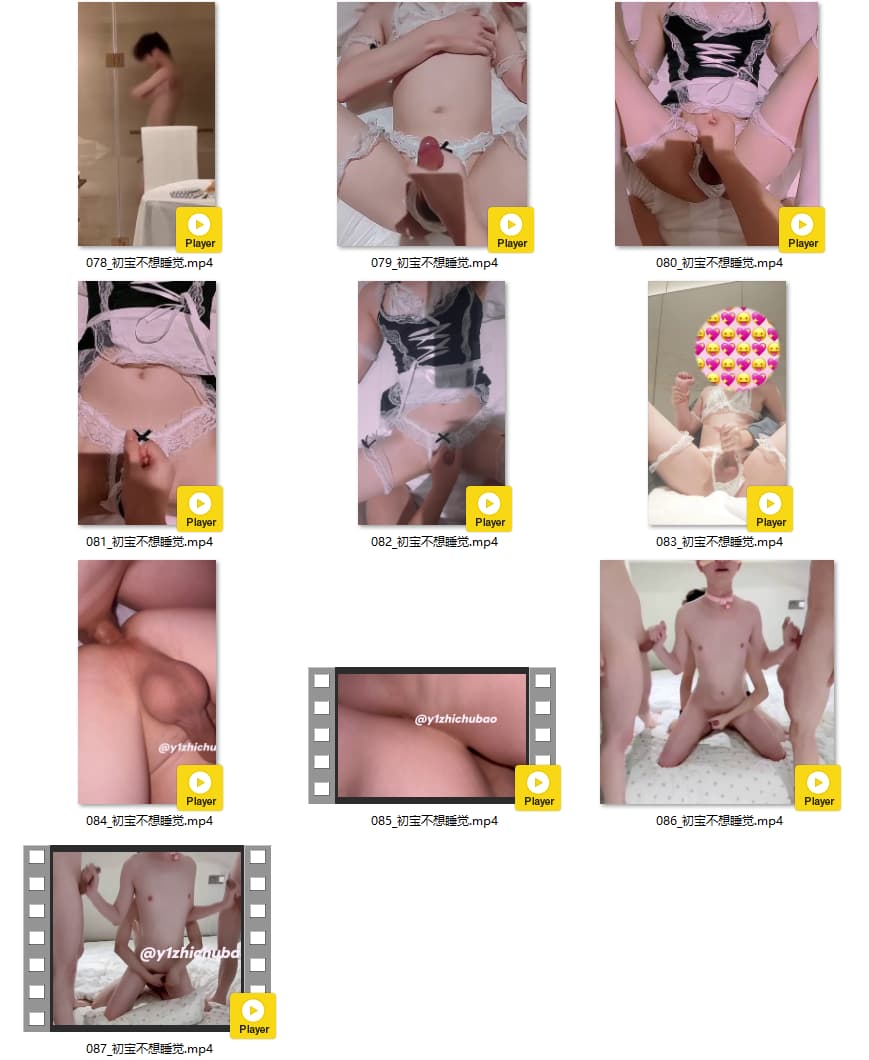 Player
Player
Player
078_初宝不想睡觉.mp4
079_初宝不想睡觉.mp4
080_初宝不想睡觉.mp4
Player
Player
Player
081_初宝不想睡觉.mp4
082_初宝不想睡觉.mp4
083_初宝不想睡觉.mp4
@y1zhichu
@y1zhichubao
Player
Player
Player
084_初宝不想睡觉.mp4
085_初宝不想睡觉.mp4
086_初宝不想睡觉.mp4
@y1zhichuba
Player
087_初宝不想睡觉.mp4